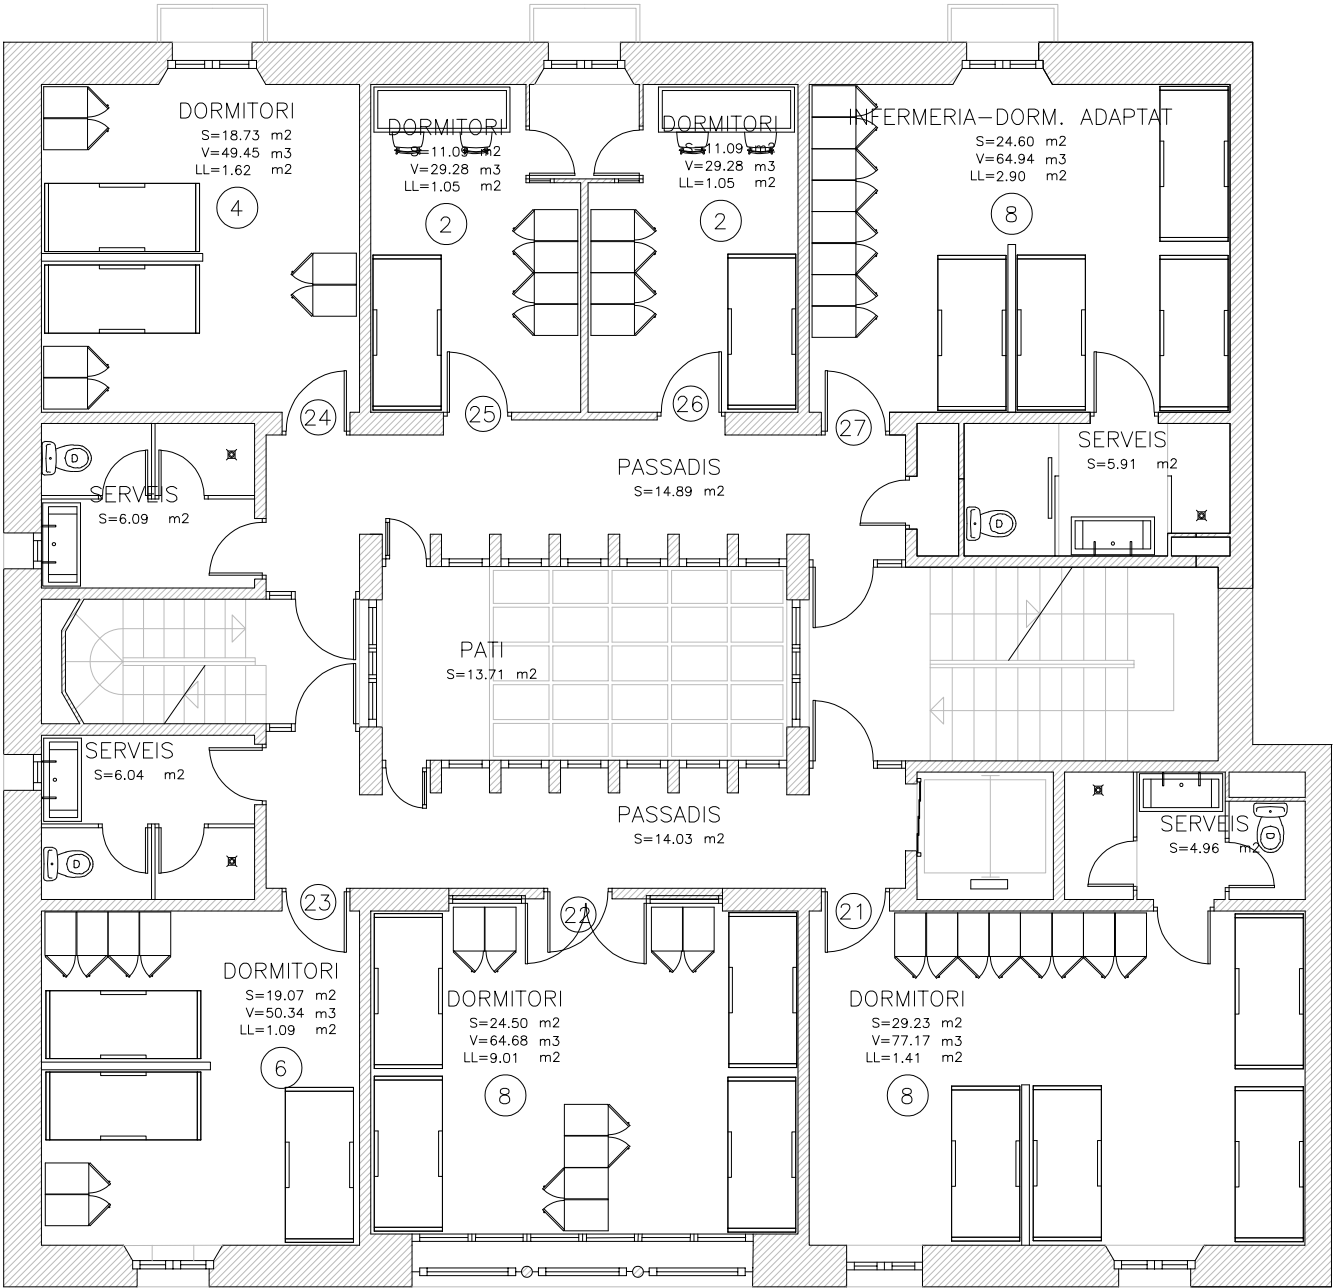 DORMITORI
S=18.73 m2
V=49.45 m3
LL=1.62 m2
4
DORMITORI
S=11.09 m2
V=29.28 m3
LL=1.05 m2
2
DORMITORI
S=11.09 m2
V=29.28 m3
LL=1.05 m2
2
INFERMERIA-DORM. ADAPTAT
S=24.60 m2
V=64.94 m3
LL=2.90 m2
8
24
25
26
27
SERVEIS
S=6.09 m2
PASSADIS
S=14.89 m2
SERVEIS
S=5.91 m2
D
D
PATI
S=13.71 m2
SERVEIS
S=6.04 m2
D
PASSADIS
S=14.03 m2
SERVEIS
S=4.96 m2
D
23
22
21
DORMITORI
S=19.07 m2
V=50.34 m3
LL=1.09 m2
6
DORMITORI
S=24.50 m2
V=64.68 m3
LL=9.01 m2
8
DORMITORI
S=29.23 m2
V=77.17 m3
LL=1.41 m2
8